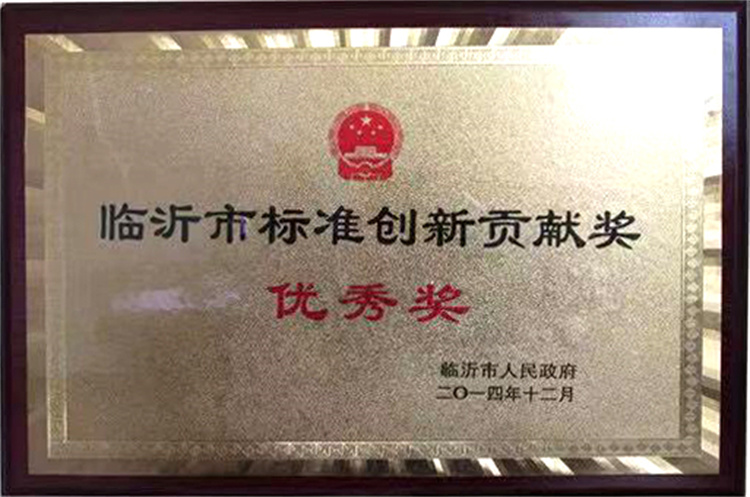 临沂市标准创新贡献奖
优秀奖
临沂市人民政府
二〇一四年十二月